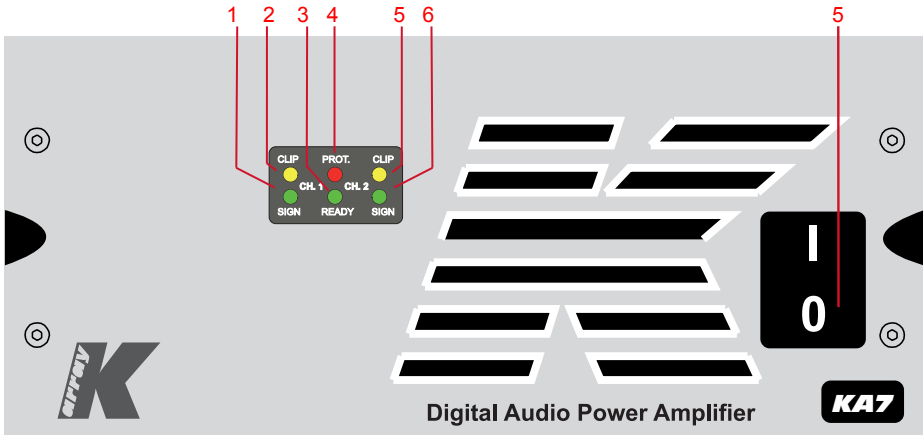 1 2 3 4 5 6 5
CLIP PROT. CLIP
CH. 1 CH. 2
SIGN READY SIGN
I
0
array
K
Digital Audio Power Amplifier
KA7